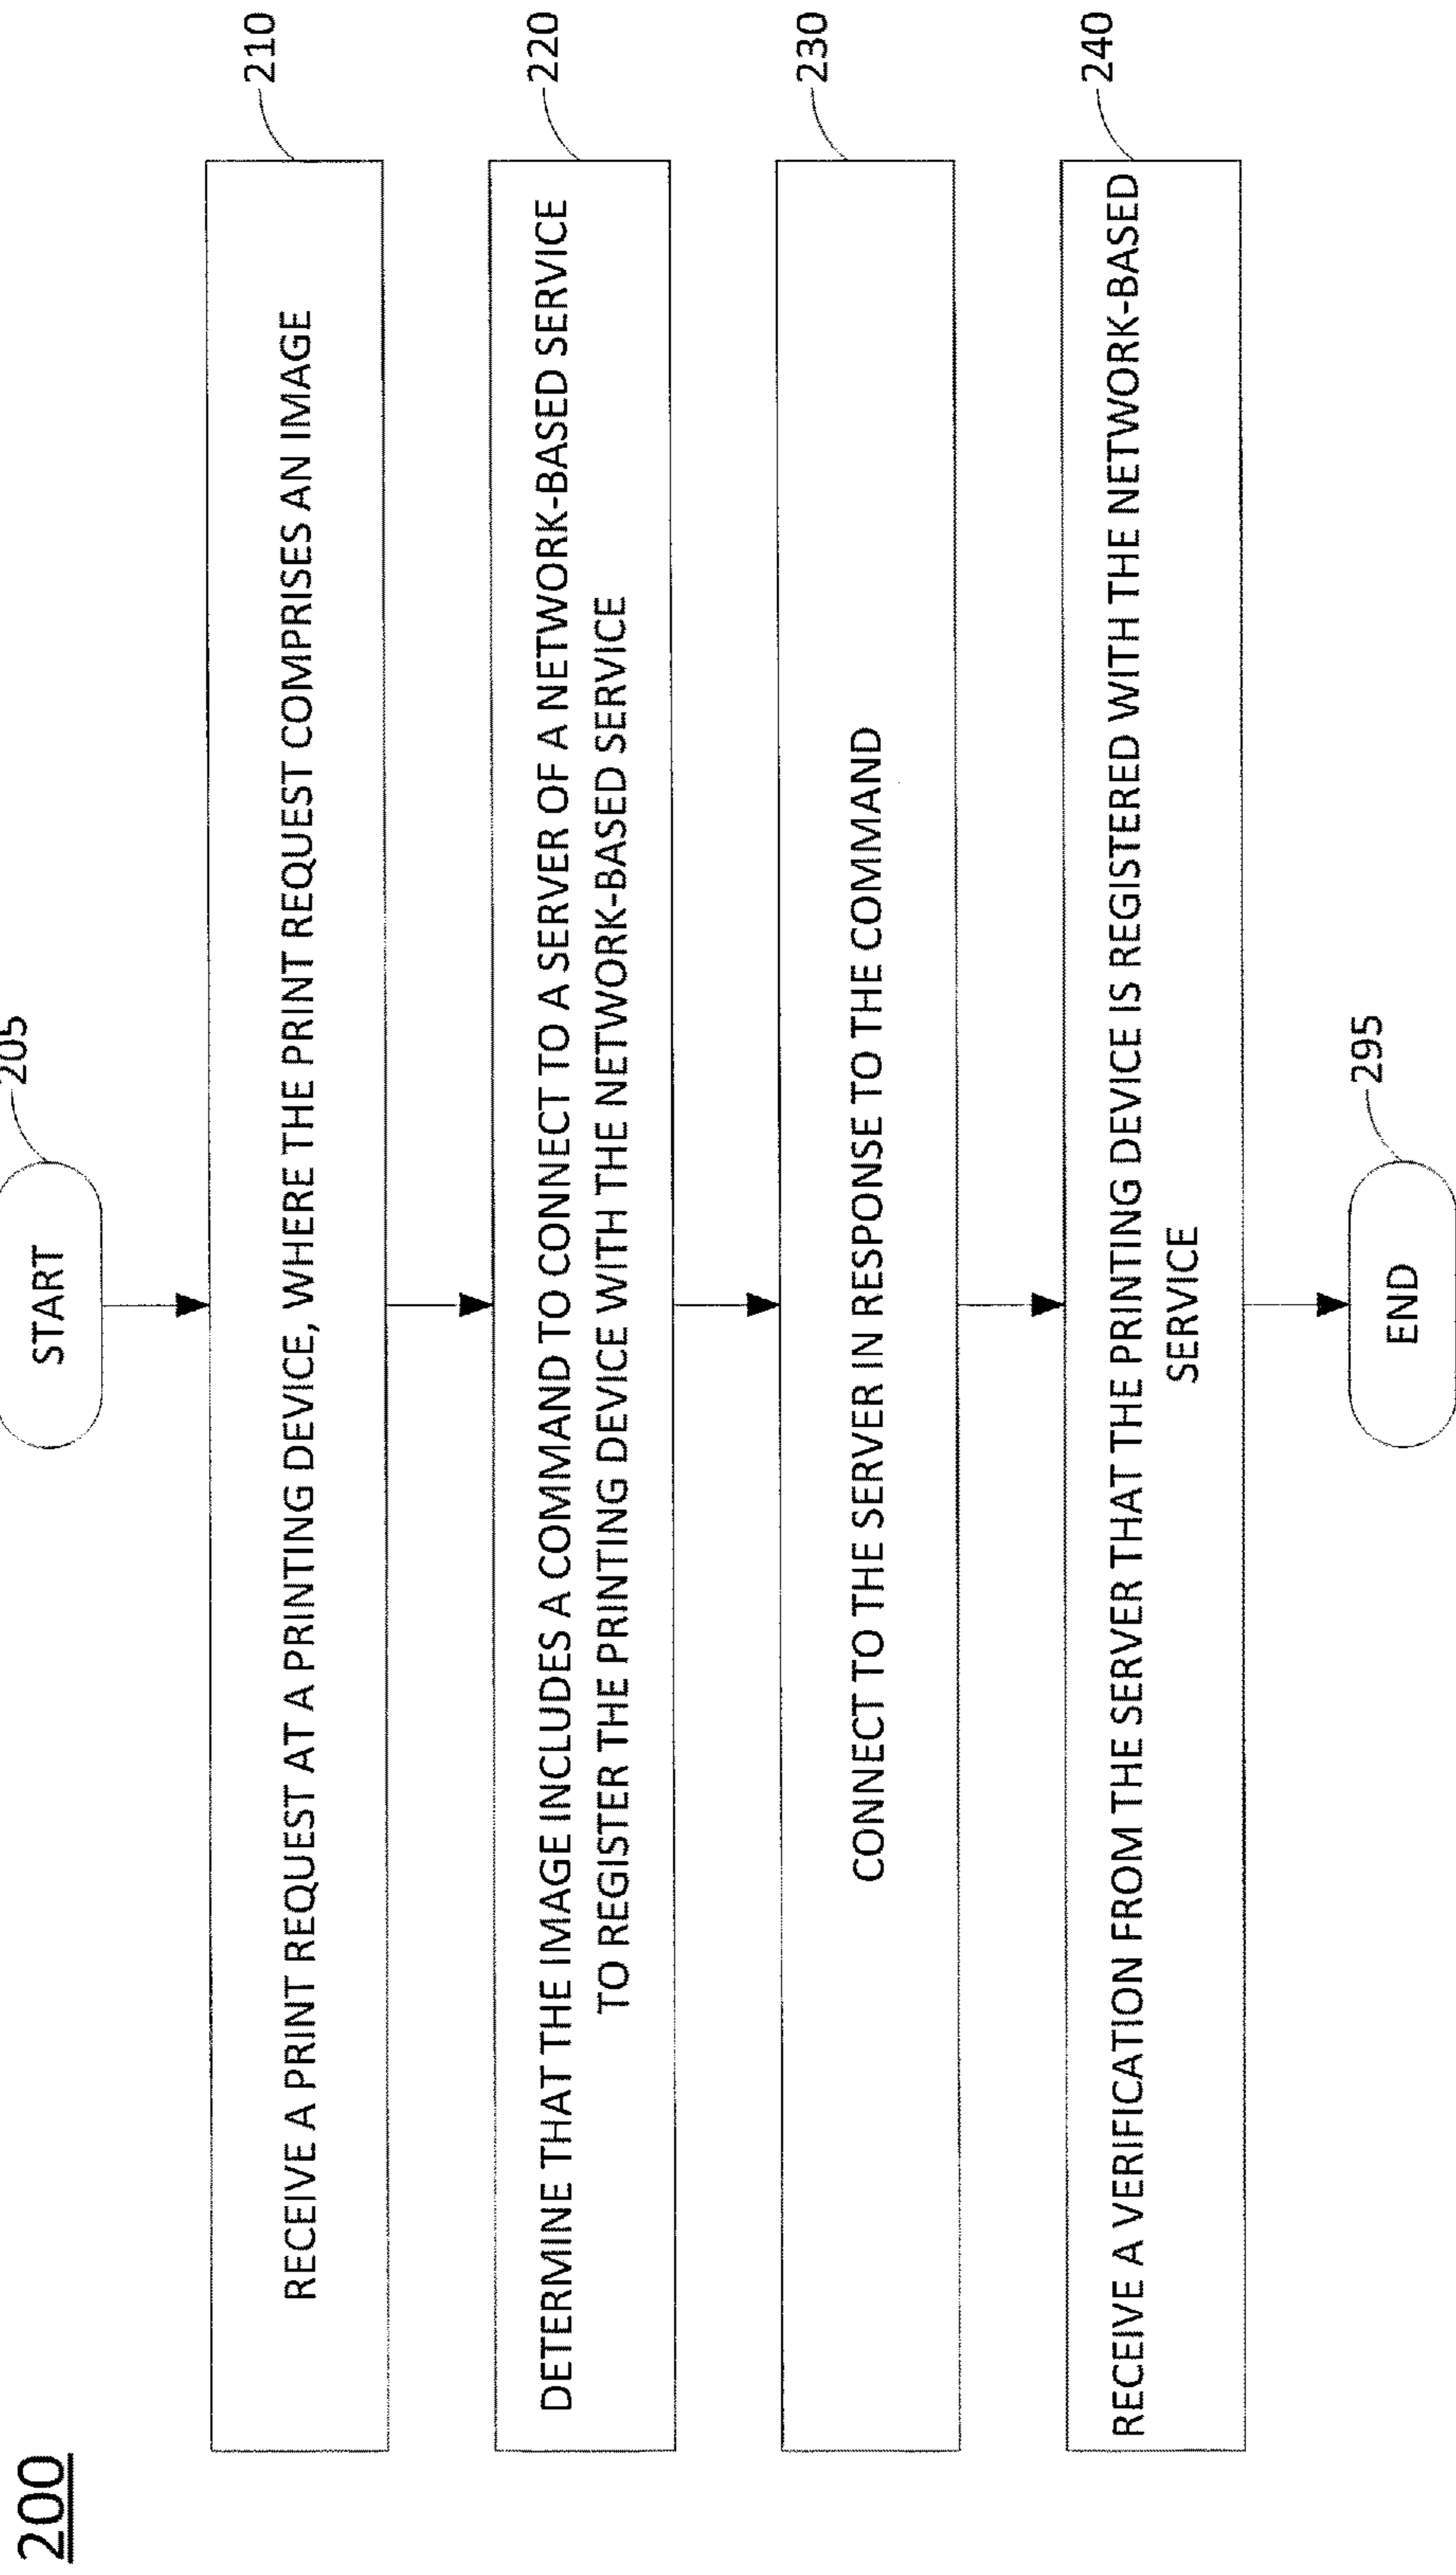 200
205
START
210
RECEIVE A PRINT REQUEST AT A PRINTING DEVICE, WHERE THE PRINT REQUEST COMPRISES AN IMAGE
220
DETERMINE THAT THE IMAGE INCLUDES A COMMAND TO CONNECT TO A SERVER OF A NETWORK-BASED SERVICE
TO REGISTER THE PRINTING DEVICE WITH THE NETWORK-BASED SERVICE
230
CONNECT TO THE SERVER IN RESPONSE TO THE COMMAND
240
RECEIVE A VERIFICATION FROM THE SERVER THAT THE PRINTING DEVICE IS REGISTERED WITH THE NETWORK-BASED
SERVICE
295
END